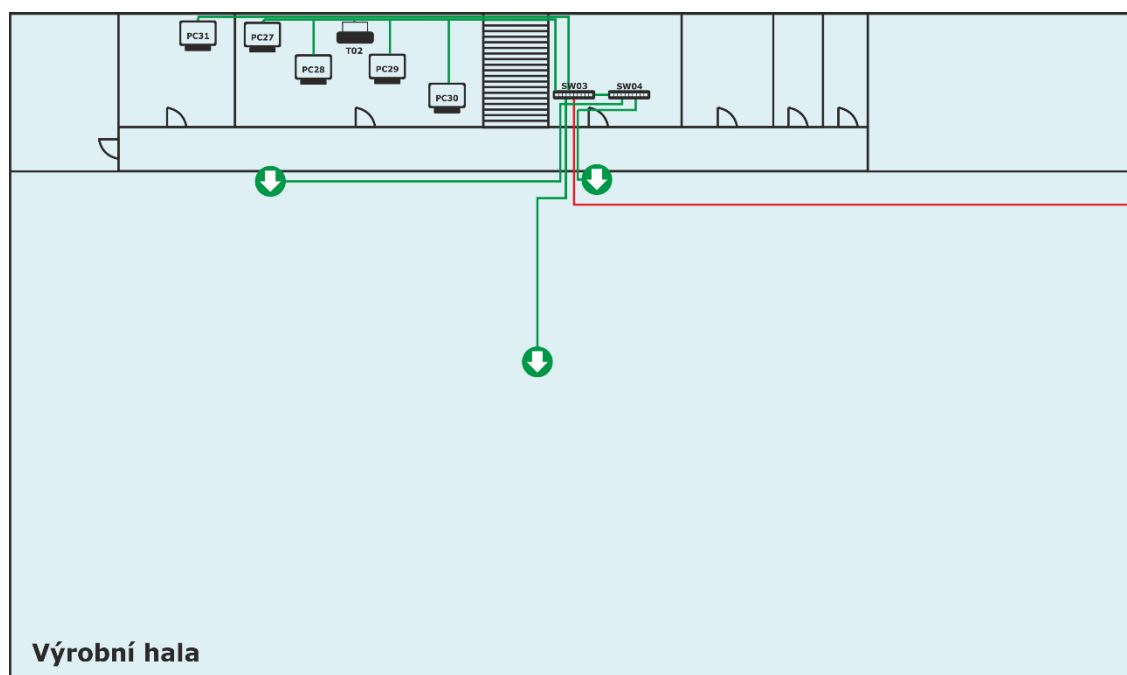 PC31
PC27
T02
PC28
PC29
PC30
SW03
SW04
Výrobní hala